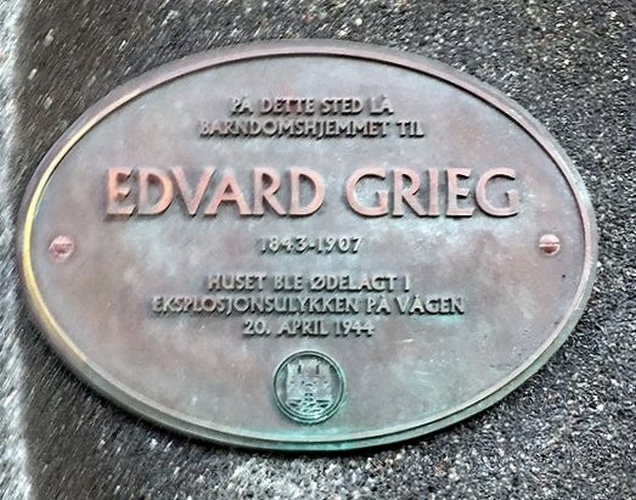 PÅ DETTE STED LÅ
BARNDOMSHJEMMET TIL
EDVARD GRIEG
1843-1907
HUSET BLE ØDELAGT I
EKSPLOSJONSULYKKEN PÅ VÅGEN
20. APRIL 1944